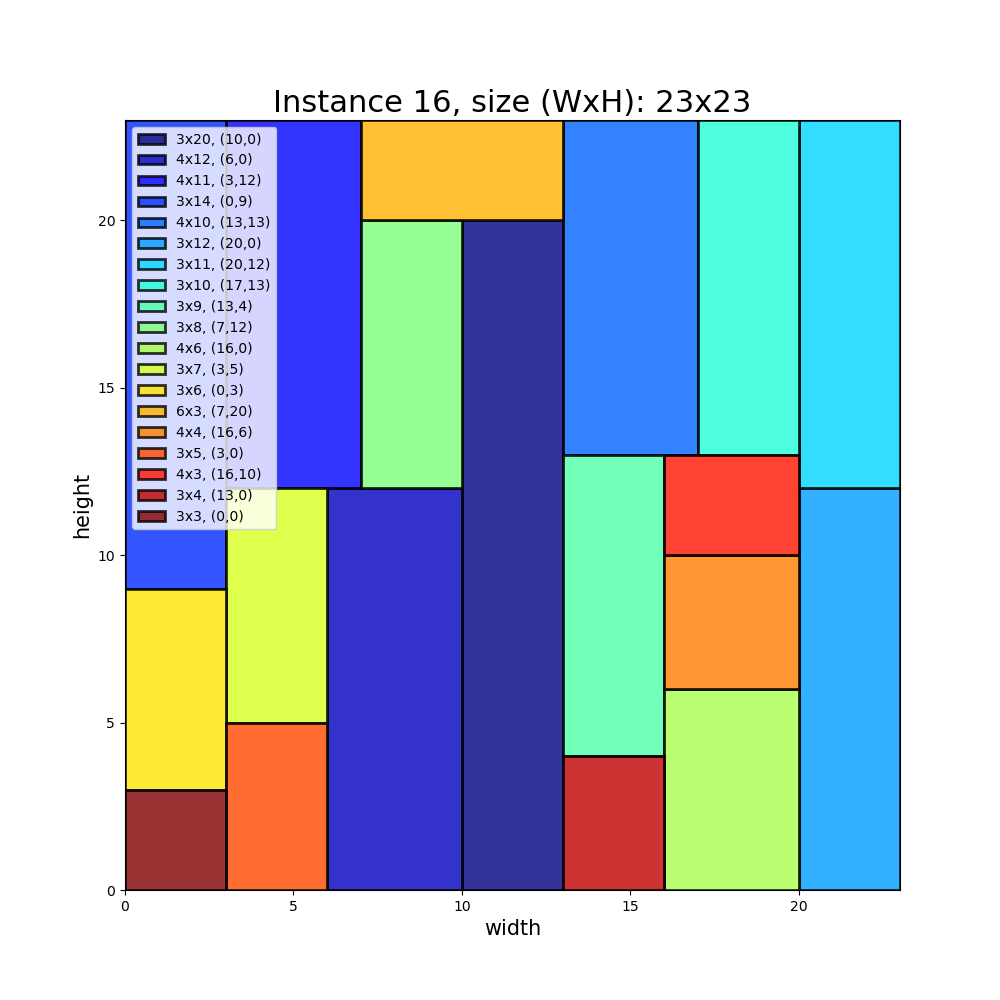 Instance 16, size (WxH): 23x23
3x20, (10,0)
4x12, (6,0)
4x11, (3,12)
3x14, (0,9)
4x10, (13,13)
3x12, (20,0)
3x11, (20,12)
3x10, (17,13)
3x9, (13,4)
3x8, (7,12)
4x6, (16,0)
3x7, (3,5)
3x6, (0,3)
6x3, (7,20)
4x4, (16,6)
3x5, (3,0)
4x3, (16,10)
3x4, (13,0)
3x3, (0,0)
20
15
10
5
0
height
0 5 10 15 20
width